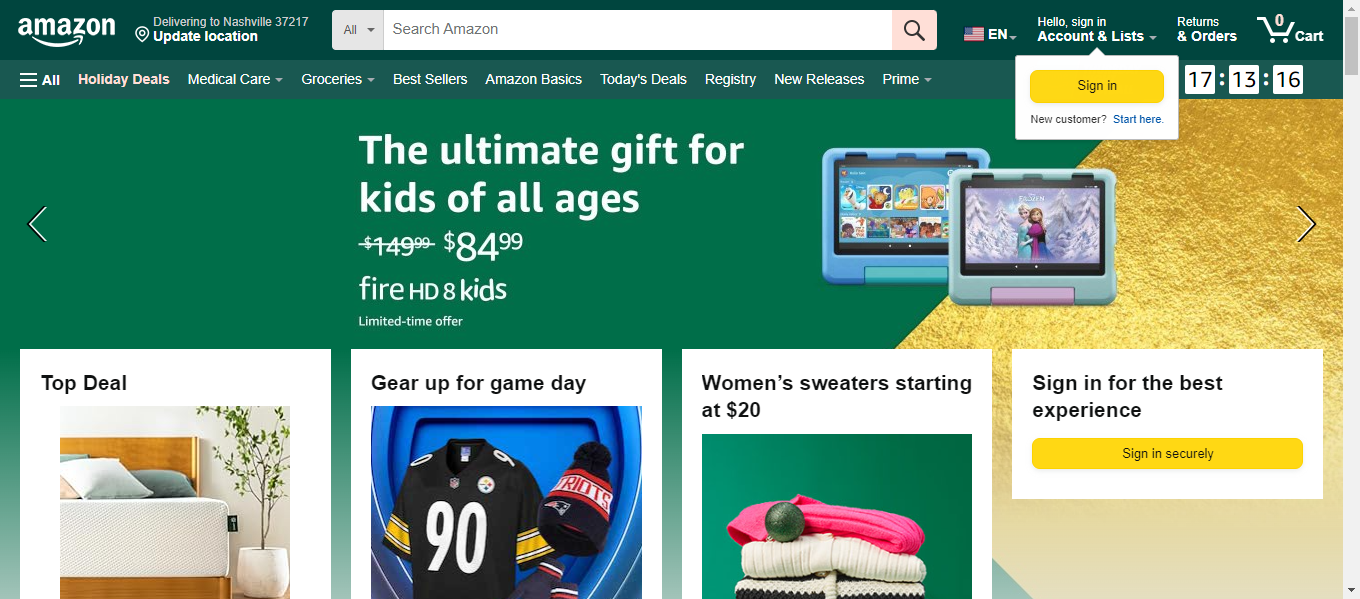 amazon
Delivering to Nashville 37217
Update location
All
Search Amazon
EN
Hello, sign in
Account & Lists
Returns
& Orders
0
Cart
All
Holiday Deals
Medical Care
Groceries
Best Sellers
Amazon Basics
Today's Deals
Registry
New Releases
Prime
17 : 13 : 16
Sign in
New customer? Start here.
The ultimate gift for
kids of all ages
$14999 $8499
fire HD 8 kids
Limited-time offer
FROZEN
Top Deal
Gear up for game day
Women’s sweaters starting
at $20
Sign in for the best
experience
Sign in securely
90
PATRIOTS